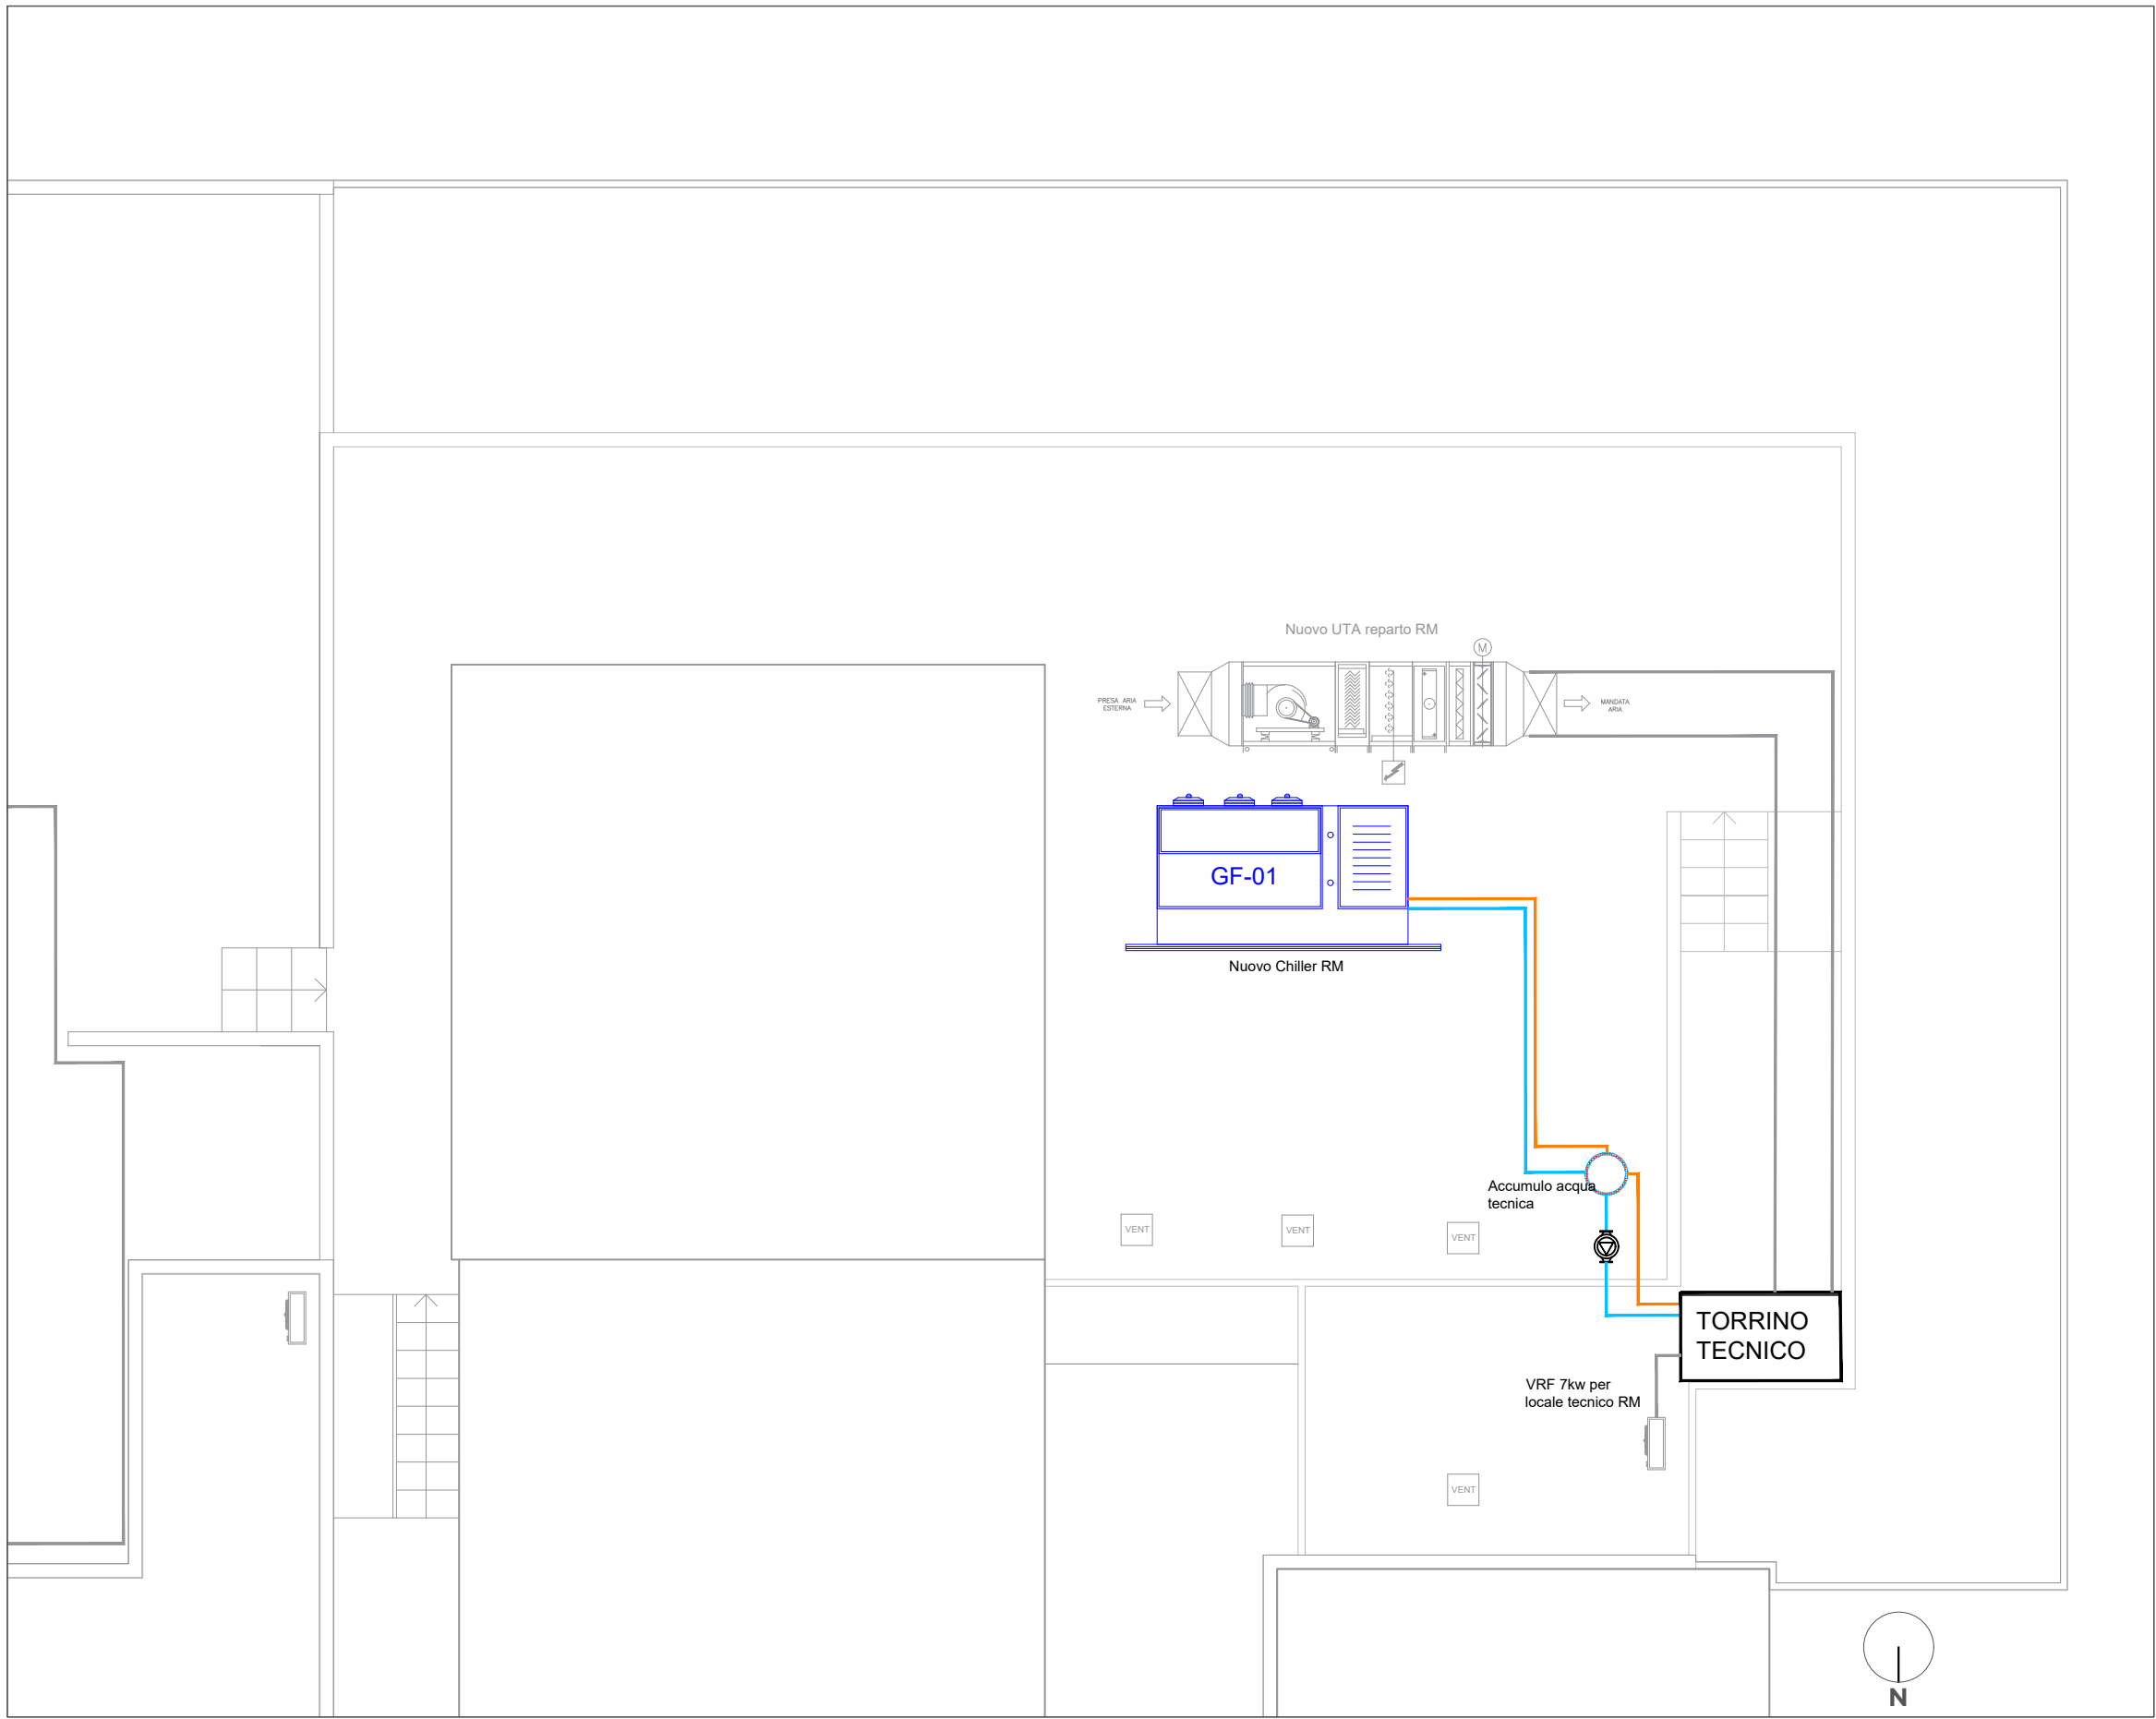 Nuovo UTA reparto RM
M
PRESA ARIA
ESTERNA
MANDATA
ARIA
GF-01
Nuovo Chiller RM
Accumulo acqua
tecnica
VENT
VENT
VENT
TORRINO
TECNICO
VRF 7kw per
locale tecnico RM
VENT
N